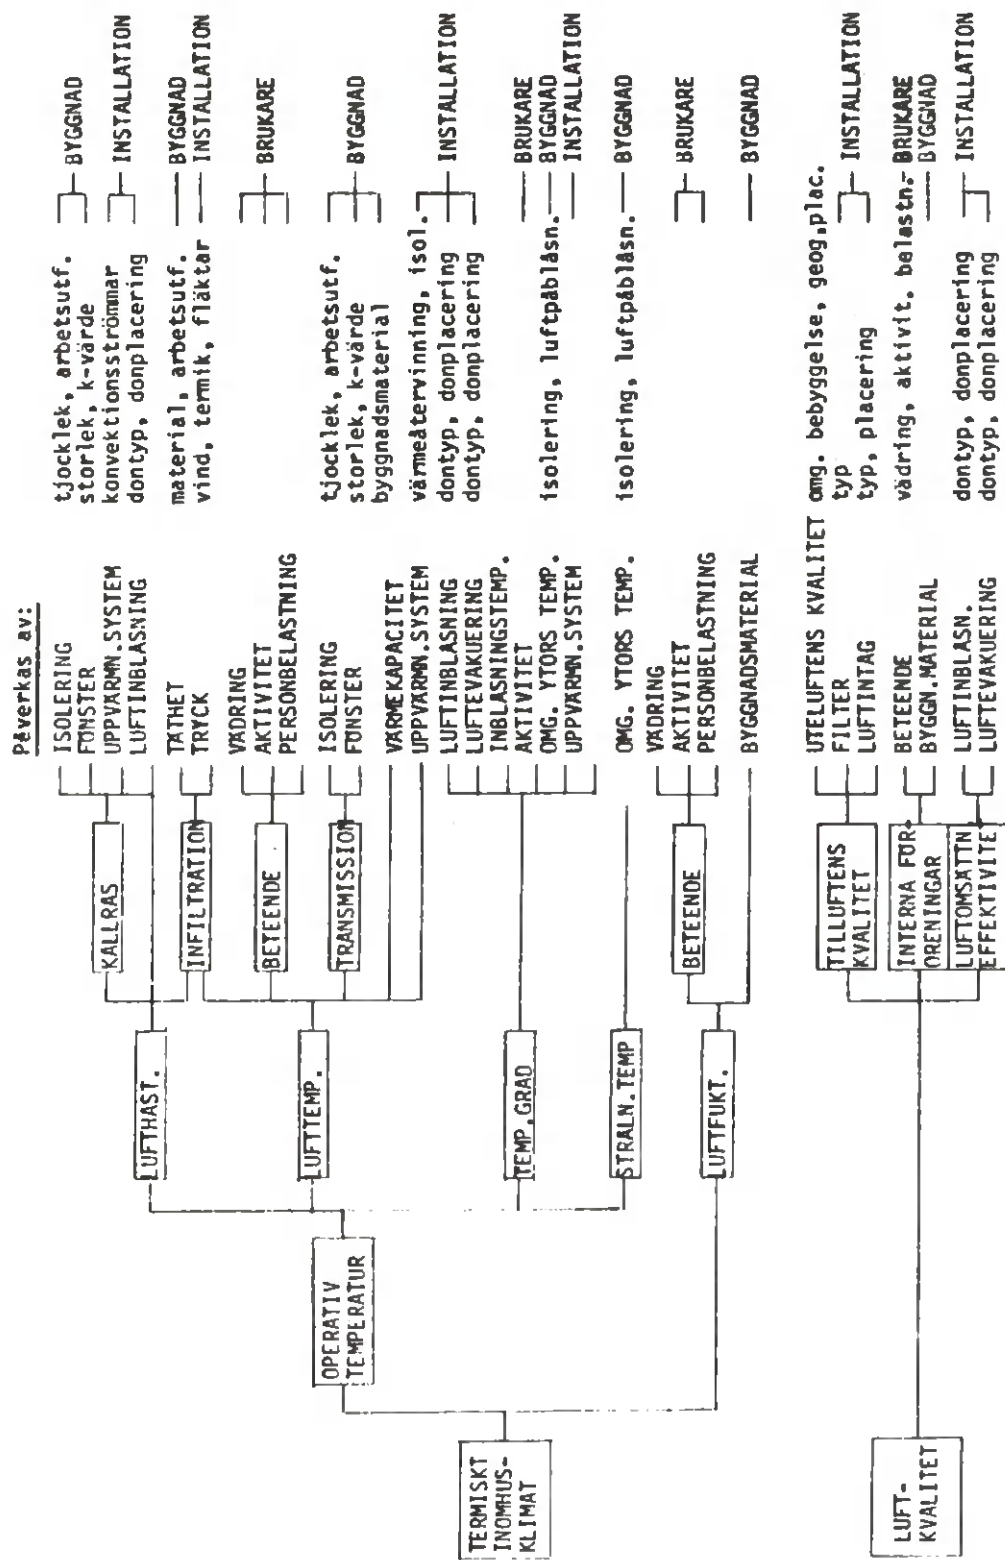 Påverkas av:
ISOLERING tjocklek, arbetsutf. BYGGNAD
FÖNSTER storlek, k-värde
UPPVÄRMN.SYSTEM konvektionsströmmar INSTALLATION
LUFTINBLÅSNING dontyp, donplacering
KALLRAS
LUFTHAST.
TÄTHET material, arbetsutf. BYGGNAD
TRYCK vind, termik, fläktar INSTALLATION
INFILTRATION
VÄDRING
AKTIVITET BRUKARE
PERSONBELASTNING
BETEENDE
LUFTTEMP.
ISOLERING tjocklek, arbetsutf.
FÖNSTER storlek, k-värde BYGGNAD
byggnadsmaterial
TRANSMISSION
OPERATIV
TEMPERATUR
VÄRMEKAPACITET
UPPVÄRMN.SYSTEM värmeåtervinning, isol.
LUFTINBLÅSNING dontyp, donplacering INSTALLATION
LUFTEVAKUERING dontyp, donplacering
INBLÅSNINGSTEMP.
AKTIVITET BRUKARE
OMG. YTORS TEMP. isolering, luftpåblåsn. BYGGNAD
UPPVÄRMN.SYSTEM INSTALLATION
TEMP.GRAD
TERMISKT
INOMHUS-
KLIMAT
OMG. YTORS TEMP. isolering, luftpåblåsn. BYGGNAD
STRÅLN.TEMP
VÄDRING
AKTIVITET BRUKARE
PERSONBELASTNING
BETEENDE
LUFTFUKT.
BYGGNADSMATERIAL BYGGNAD
UTELUFTENS KVALITET omg. bebyggelse, geog.plac.
FILTER typ INSTALLATION
LUFTINTAG typ, placering
TILLUFTENS
KVALITET
BETEENDE vädring, aktivit. belastn. BRUKARE
BYGGN.MATERIAL BYGGNAD
INTERNA FÖR-
ORENINGAR
LUFTINBLÅSN. dontyp, donplacering INSTALLATION
LUFTEVAKUERING dontyp, donplacering
LUFTOMSÄTTN
EFFEKTIVITE
LUFT-
KVALITET